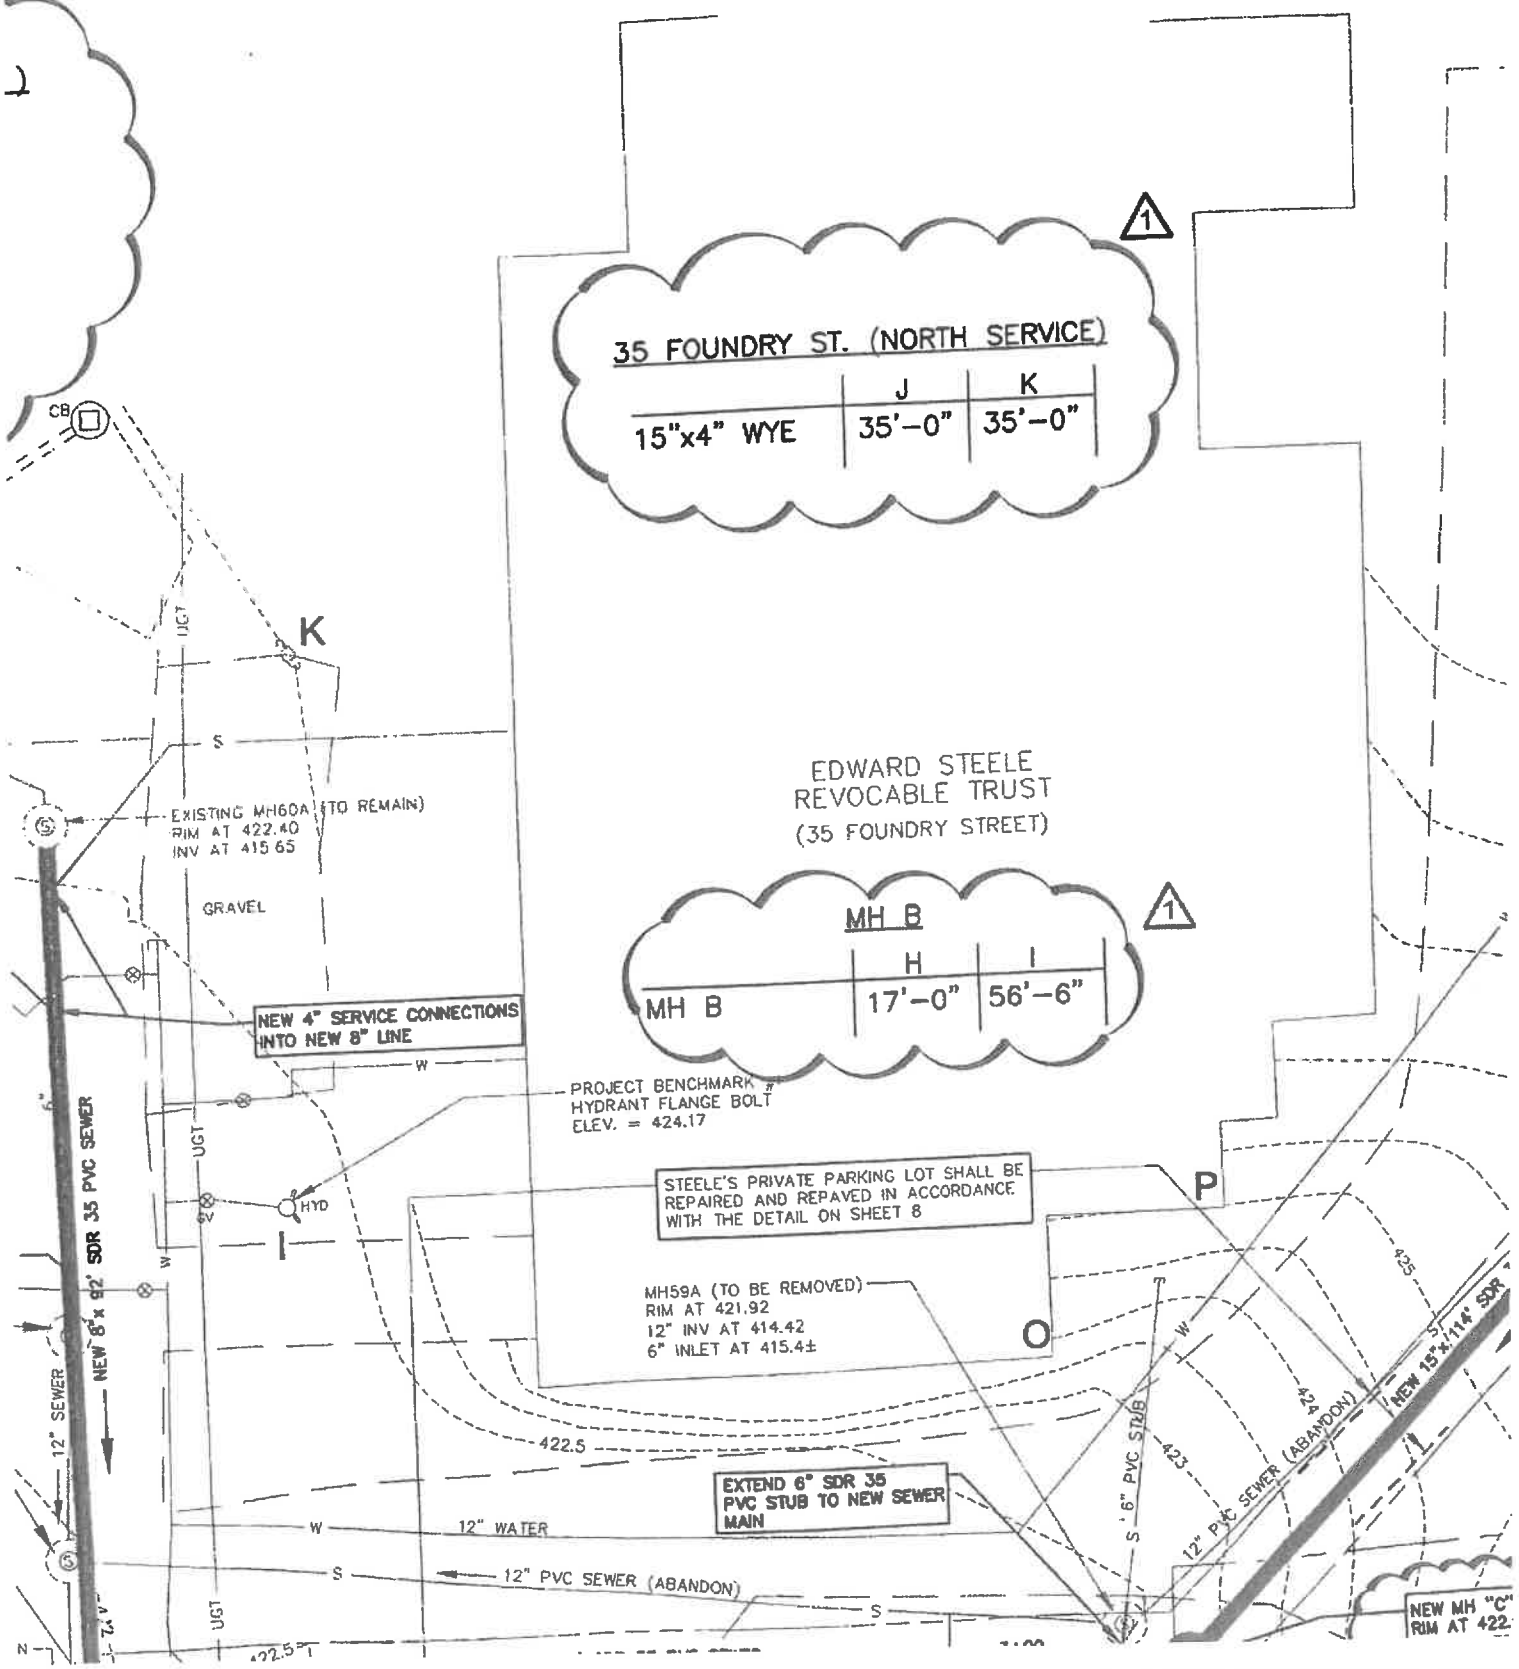 1
35 FOUNDRY ST. (NORTH SERVICE)
J K
15"x4" WYE 35'-0" 35'-0"
CB
UGT
K
S
EDWARD STEELE
REVOCABLE TRUST
(35 FOUNDRY STREET)
EXISTING MH60A (TO REMAIN)
RIM AT 422.40
INV AT 415.65
S
GRAVEL
1
MH B
H I
MH B 17'-0" 56'-6"
NEW 4" SERVICE CONNECTIONS
INTO NEW 8" LINE
W
PROJECT BENCHMARK #
HYDRANT FLANGE BOLT
ELEV. = 424.17
6"
NEW 8"x 92' SDR 35 PVC SEWER
UGT
GV
HYD
I
W
STEELE'S PRIVATE PARKING LOT SHALL BE
REPAIRED AND REPAVED IN ACCORDANCE
WITH THE DETAIL ON SHEET 8
P
MH59A (TO BE REMOVED)
RIM AT 421.92
12" INV AT 414.42
6" INLET AT 415.4±
O
W
425
S
NEW 15"x 114' SDR
424
423
12" PVC SEWER (ABANDON)
S
6" PVC STUB
12" SEWER
422.5
EXTEND 6" SDR 35
PVC STUB TO NEW SEWER
MAIN
W
12" WATER
S
S
12" PVC SEWER (ABANDON)
S
S
UGT
N
422.5
NEW MH "C"
RIM AT 422.